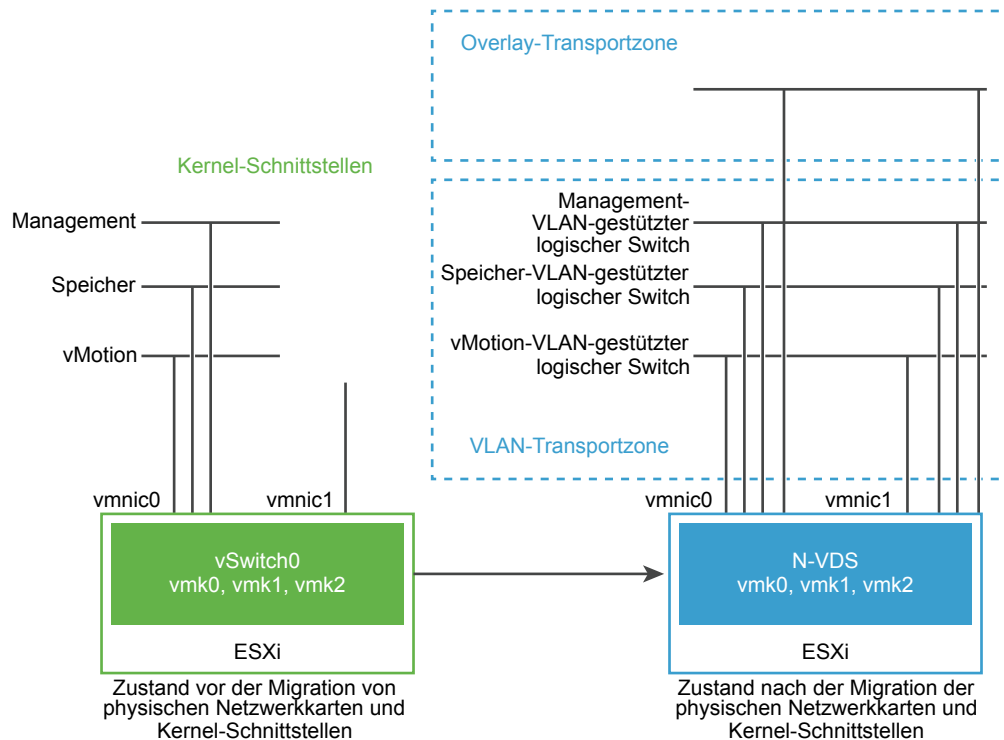 Overlay-Transportzone
Kernel-Schnittstellen
Management
Speicher
vMotion
Management-
VLAN-gestützter
logischer Switch
Speicher-VLAN-gestützter
logischer Switch
vMotion-VLAN-gestützter
logischer Switch
VLAN-Transportzone
vmnic0
vmnic1
vmnic0
vmnic1
vSwitch0
vmk0, vmk1, vmk2
ESXi
N-VDS
vmk0, vmk1, vmk2
ESXi
Zustand vor der Migration von
physischen Netzwerkkarten und
Kernel-Schnittstellen
Zustand nach der Migration der
physischen Netzwerkkarten und
Kernel-Schnittstellen